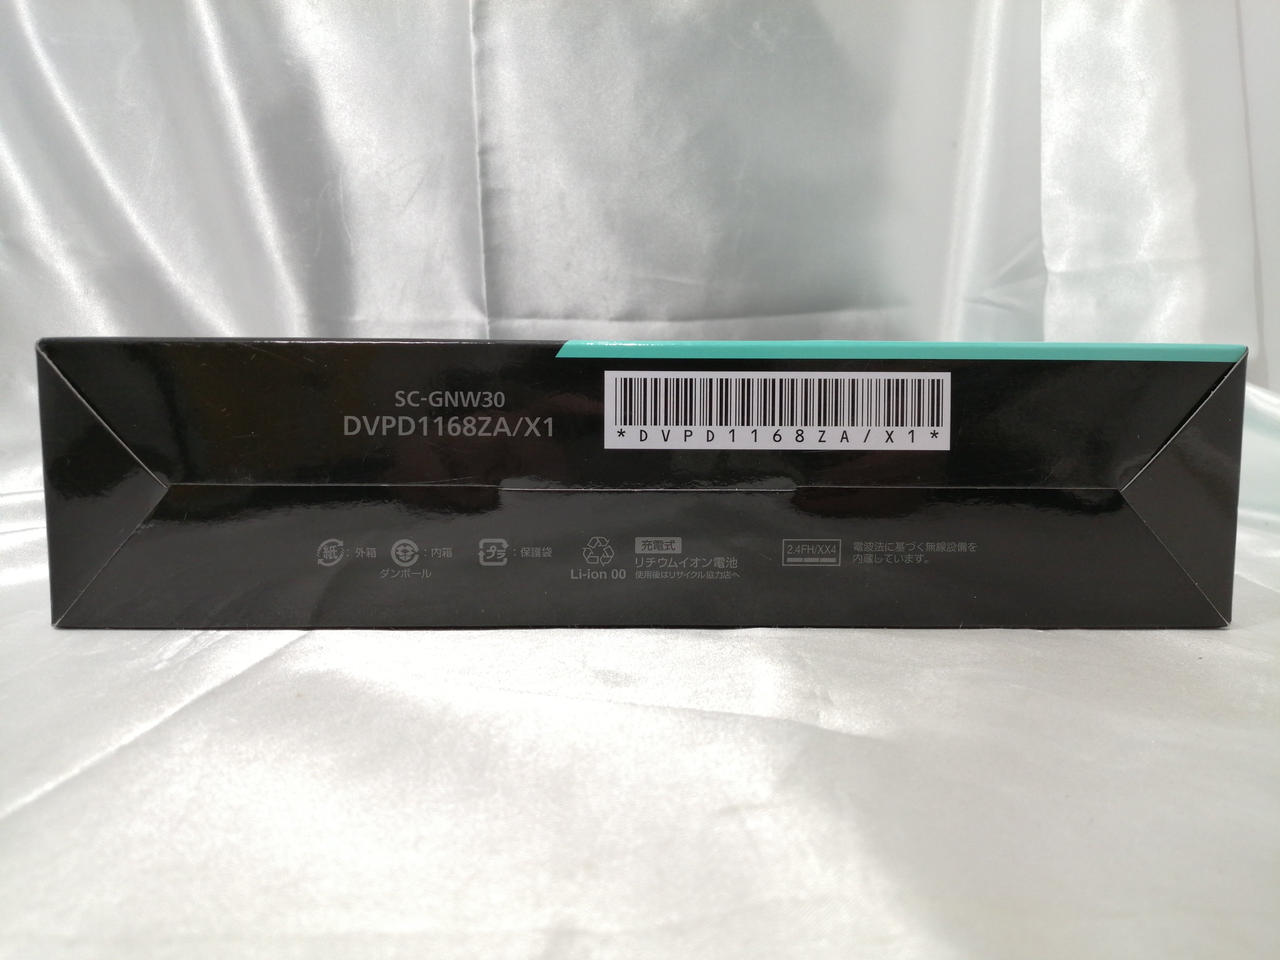 SC-GNW30
DVPD1168ZA/X1
*DVPD1168ZA/X1*
紙：外箱
：内箱
ダンボール
プラ：保護袋
Li-ion 00
充電式
リチウムイオン電池
使用後はリサイクル協力店へ
2.4FH/XX4
電波法に基づく無線設備を
内蔵しています。